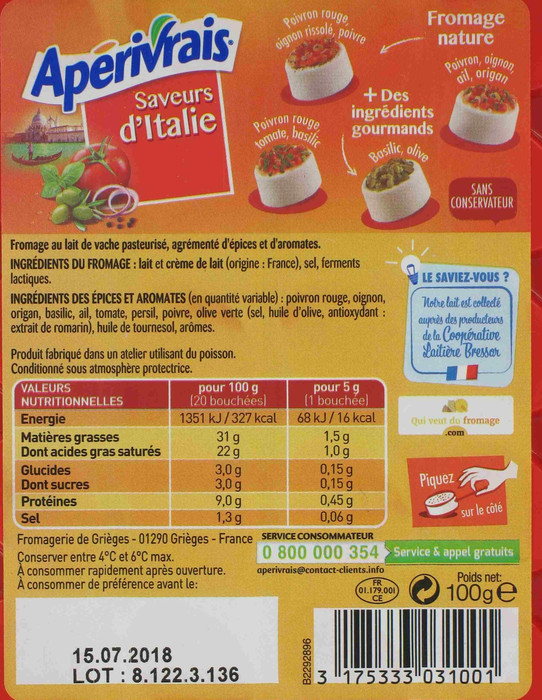 Apérivrais
Saveurs
d'Italie
Poivron rouge,
oignon rissolé, poivre
Fromage
nature
+ Des
ingrédients
gourmands
Poivron, oignon,
ail, origan
Poivron rouge,
tomate, basilic
Basilic, olive
SANS
CONSERVATEUR
Fromage au lait de vache pasteurisé, agrémenté d'épices et d'aromates.
INGRÉDIENTS DU FROMAGE : lait et crème de lait (origine : France), sel, ferments
lactiques.
INGRÉDIENTS DES ÉPICES ET AROMATES (en quantité variable) : poivron rouge, oignon,
origan, basilic, ail, tomate, persil, poivre, olive verte (sel, huile d'olive, antioxydant :
extrait de romarin), huile de tournesol, arômes.
Produit fabriqué dans un atelier utilisant du poisson.
Conditionné sous atmosphère protectrice.
LE SAVIEZ-VOUS ?
Notre lait est collecté
auprès des producteurs
de la Coopérative
Laitière Bressor
VALEURS NUTRITIONNELLES pour 100 g (20 bouchées) pour 5 g (1 bouchée)
Energie 1351 kJ / 327 kcal 68 kJ / 16 kcal
Matières grasses 31 g 1,5 g
Dont acides gras saturés 22 g 1,0 g
Glucides 3,0 g 0,15 g
Dont sucres 3,0 g 0,15 g
Protéines 9,0 g 0,45 g
Sel 1,3 g 0,06 g
Qui veut du fromage
.com
Piquez
sur le côté
Fromagerie de Grièges - 01290 Grièges - France
Conserver entre 4°C et 6°C max.
À consommer rapidement après ouverture.
À consommer de préférence avant le:
SERVICE CONSOMMATEUR
0 800 000 354 Service & appel gratuits
aperivrais@contact-clients.info
FR
01.179.001
CE
Poids net:
100g e
15.07.2018
LOT : 8.122.3.136
B2292896
3 175333 031001